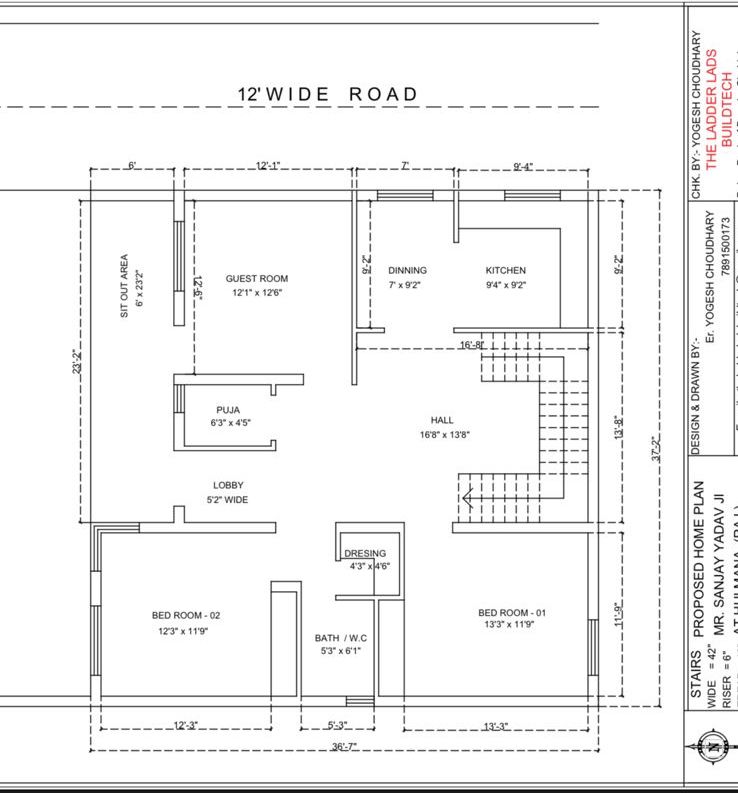 23'-2"
SIT OUT AREA
6' x 23'2"
6'
12'-3"
BED ROOM - 02
12'3" x 11'9"
LOBBY
5'2" WIDE
PUJA
6'3" x 4'5"
12'-6"
GUEST ROOM
12'1" x 12'6"
12'-1"
12' WIDE ROAD
36'-7"
5'-3"
BATH / W.C
5'3" x 6'1"
DRESING
4'3" x 4'6"
9'-2"
DINNING
7' x 9'2"
7'
HALL
16'8" x 13'8"
16'-8"
13'-3"
BED ROOM - 01
13'3" x 11'9"
KITCHEN
9'4" x 9'2"
9'-4"
11'-9"
13'-8"
9'-2"
37'-2"
N
STAIRS
WIDE = 42"
RISER = 6"
PROPOSED HOME PLAN
MR. SANJAY YADAV JI
AT HULMANA (RAJ.)
DESIGN & DRAWN BY:-
Er. YOGESH CHOUDHARY
7891500173
CHK. BY:- YOGESH CHOUDHARY
THE LADDER LADS
BUILDTECH